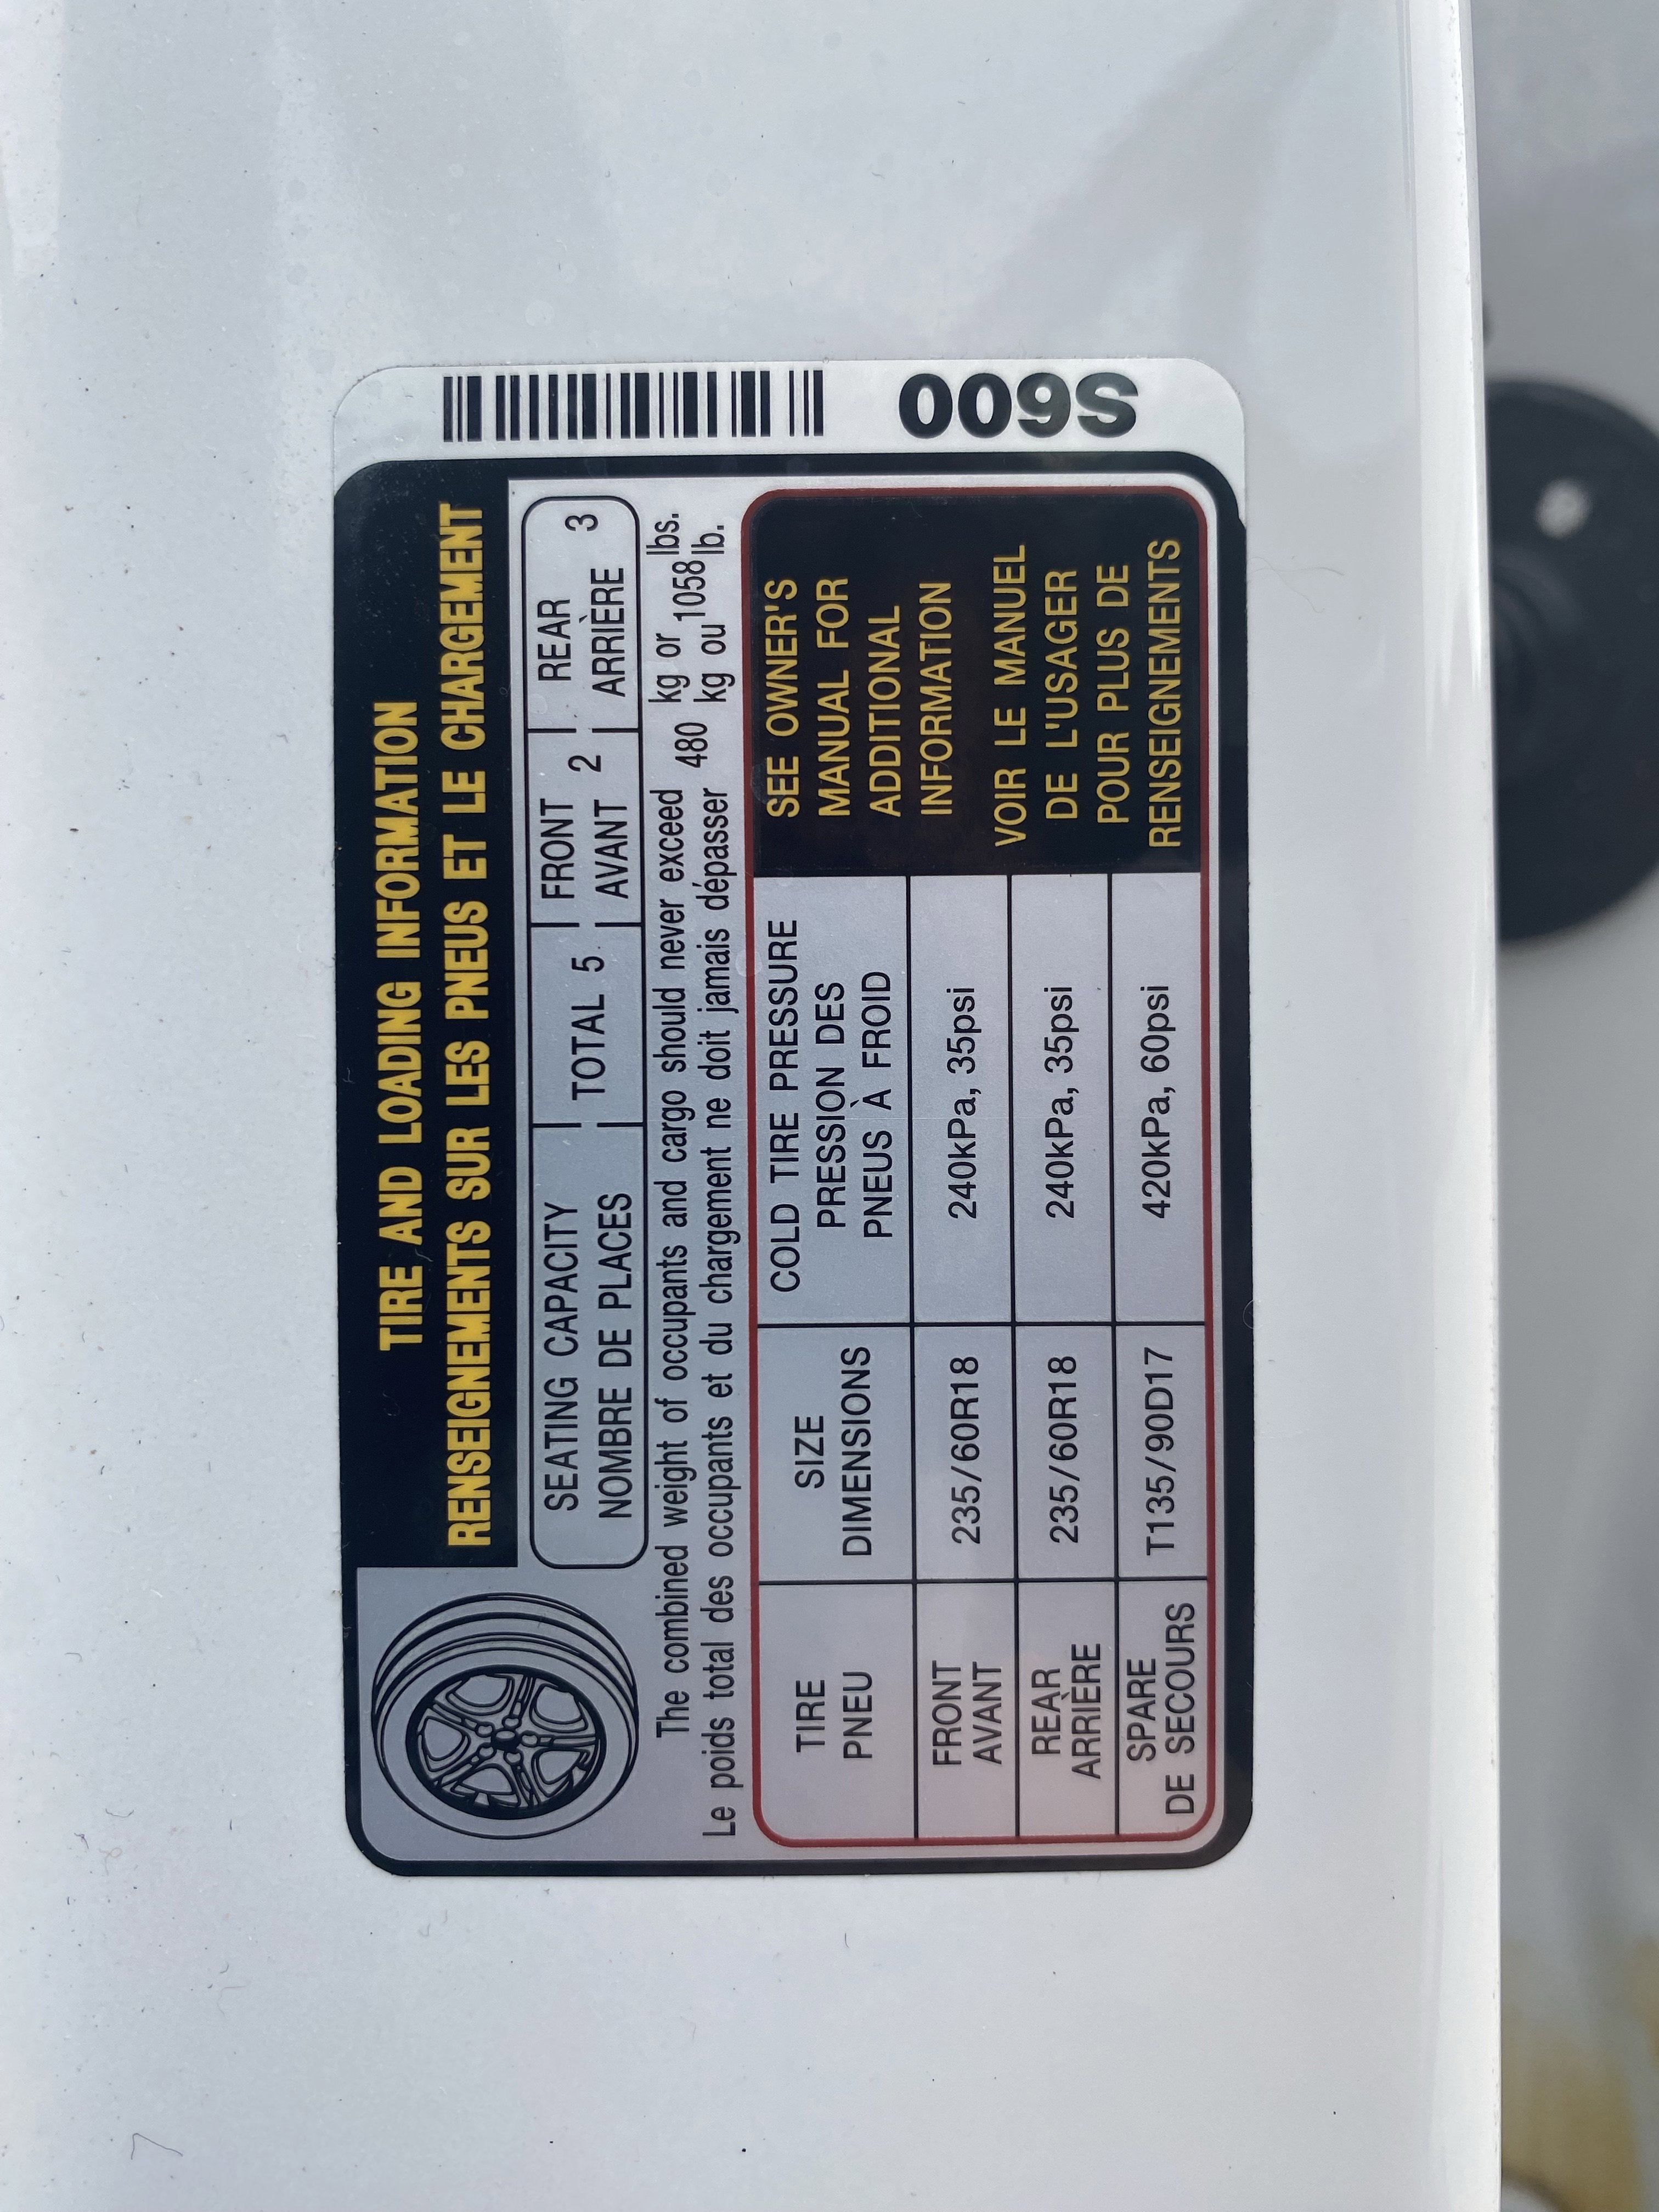 TIRE AND LOADING INFORMATION
RENSEIGNEMENTS SUR LES PNEUS ET LE CHARGEMENT
SEATING CAPACITY
NOMBRE DE PLACES
TOTAL 5
FRONT
AVANT 2
REAR
ARRIÈRE 3
The combined weight of occupants and cargo should never exceed 480 kg or 1058 lbs.
Le poids total des occupants et du chargement ne doit jamais dépasser 480 kg ou 1058 lb.
TIRE
PNEU
SIZE
DIMENSIONS
COLD TIRE PRESSURE
PRESSION DES
PNEUS À FROID
FRONT
AVANT
235/60R18
240kPa, 35psi
REAR
ARRIÈRE
235/60R18
240kPa, 35psi
SPARE
DE SECOURS
T135/90D17
420kPa, 60psi
SEE OWNER'S
MANUAL FOR
ADDITIONAL
INFORMATION
VOIR LE MANUEL
DE L'USAGER
POUR PLUS DE
RENSEIGNEMENTS
S600